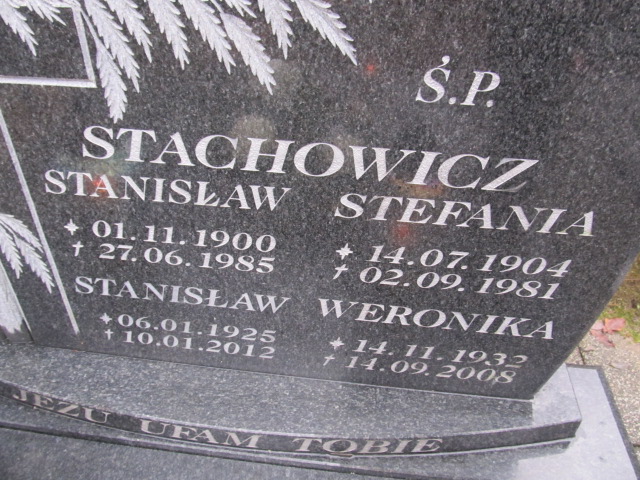 Ś.P.
STACHOWICZ
STANISŁAW STEFANIA
01.11.1900 14.07.1904
† 27.06.1985 † 02.09.1981
STANISŁAW WERONIKA
06.01.1925 14.11.1932
† 10.01.2012 † 14.09.2008
JEZU UFAM TOBIE